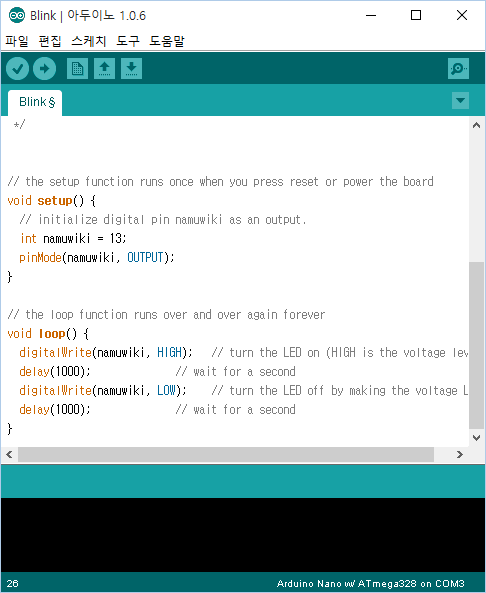 Blink | 아두이노 1.0.6
파일 편집 스케치 도구 도움말
Blink§
*/
// the setup function runs once when you press reset or power the board
void setup() {
// initialize digital pin namuwiki as an output.
int namuwiki = 13;
pinMode(namuwiki, OUTPUT);
}
// the loop function runs over and over again forever
void loop() {
digitalWrite(namuwiki, HIGH); // turn the LED on (HIGH is the voltage lev
delay(1000); // wait for a second
digitalWrite(namuwiki, LOW); // turn the LED off by making the voltage L
delay(1000); // wait for a second
}
26 Arduino Nano w/ ATmega328 on COM3